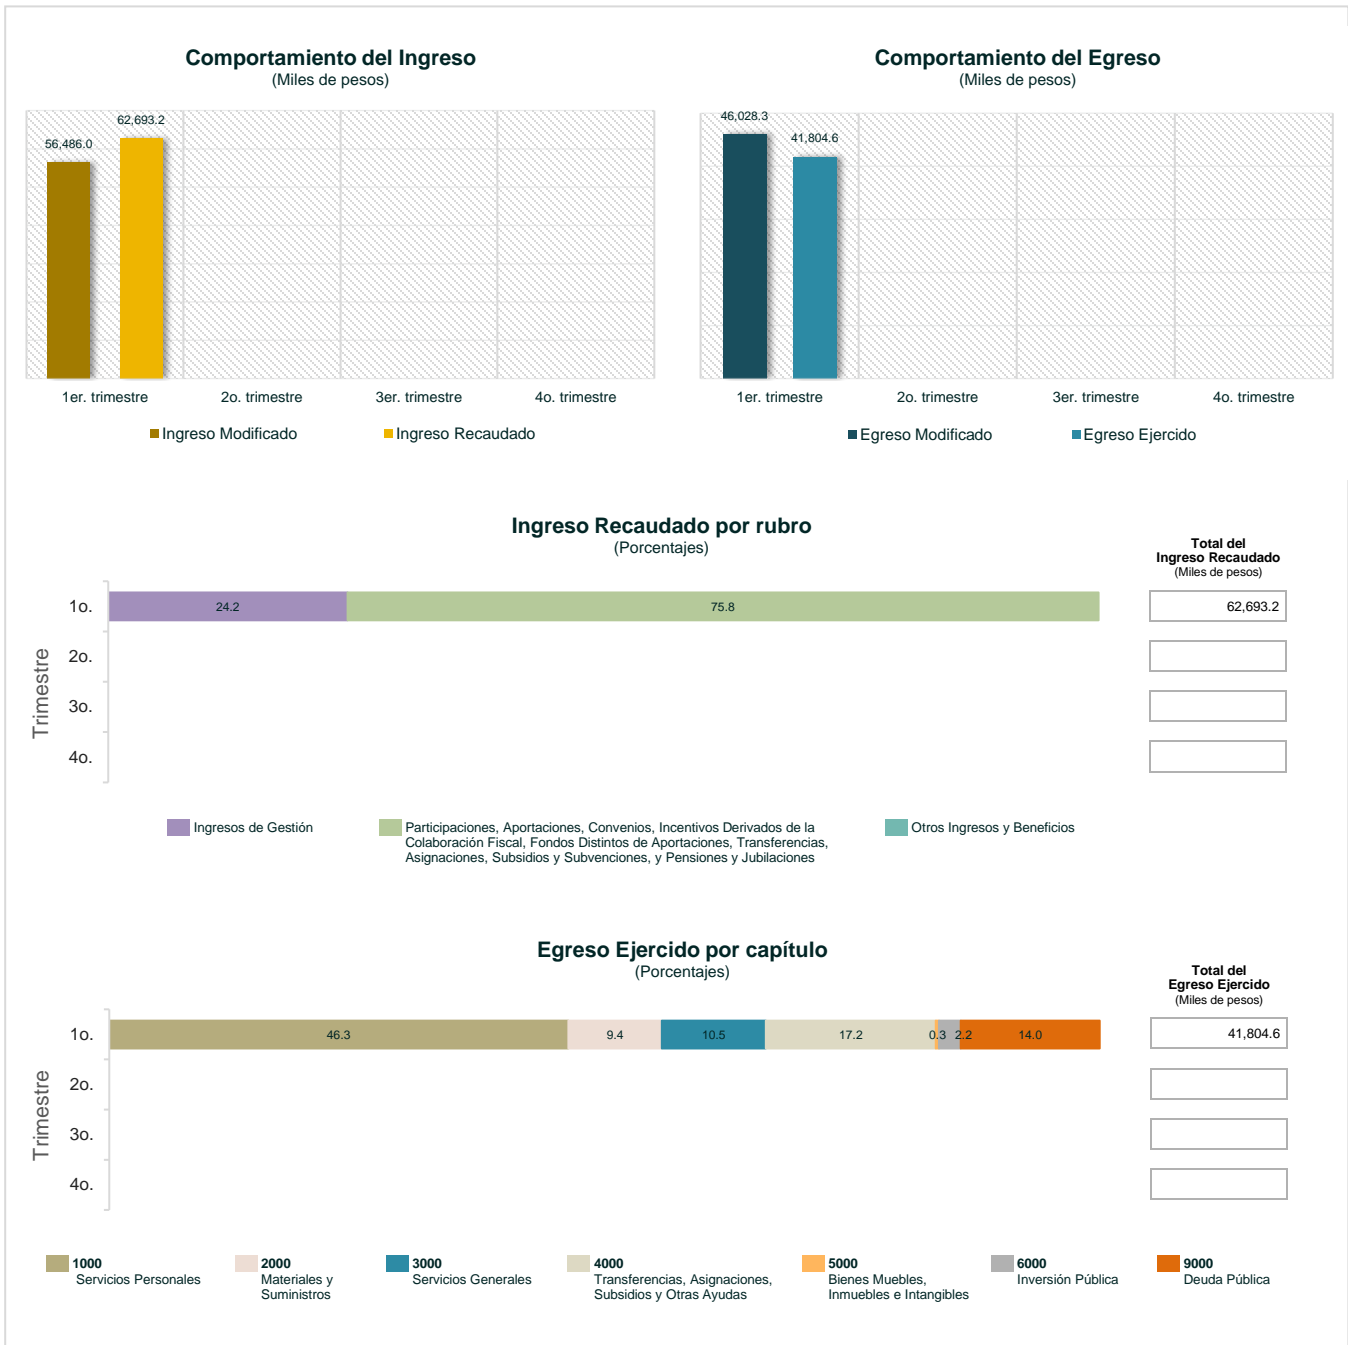 Comportamiento del Ingreso
(Miles de pesos)
62,693.2
56,486.0
1er. trimestre
2o. trimestre
3er. trimestre
4o. trimestre
Ingreso Modificado
Ingreso Recaudado
Comportamiento del Egreso
(Miles de pesos)
46,028.3
41,804.6
1er. trimestre
2o. trimestre
3er. trimestre
4o. trimestre
Egreso Modificado
Egreso Ejercido
Ingreso Recaudado por rubro
(Porcentajes)
Total del
Ingreso Recaudado
(Miles de pesos)
Trimestre
1o.
24.2
75.8
62,693.2
2o.
3o.
4o.
Ingresos de Gestión
Participaciones, Aportaciones, Convenios, Incentivos Derivados de la
Colaboración Fiscal, Fondos Distintos de Aportaciones, Transferencias,
Asignaciones, Subsidios y Subvenciones, y Pensiones y Jubilaciones
Otros Ingresos y Beneficios
Egreso Ejercido por capítulo
(Porcentajes)
Total del
Egreso Ejercido
(Miles de pesos)
Trimestre
1o.
46.3
9.4
10.5
17.2
0.3
2.2
14.0
41,804.6
2o.
3o.
4o.
1000
Servicios Personales
2000
Materiales y
Suministros
3000
Servicios Generales
4000
Transferencias, Asignaciones,
Subsidios y Otras Ayudas
5000
Bienes Muebles,
Inmuebles e Intangibles
6000
Inversión Pública
9000
Deuda Pública